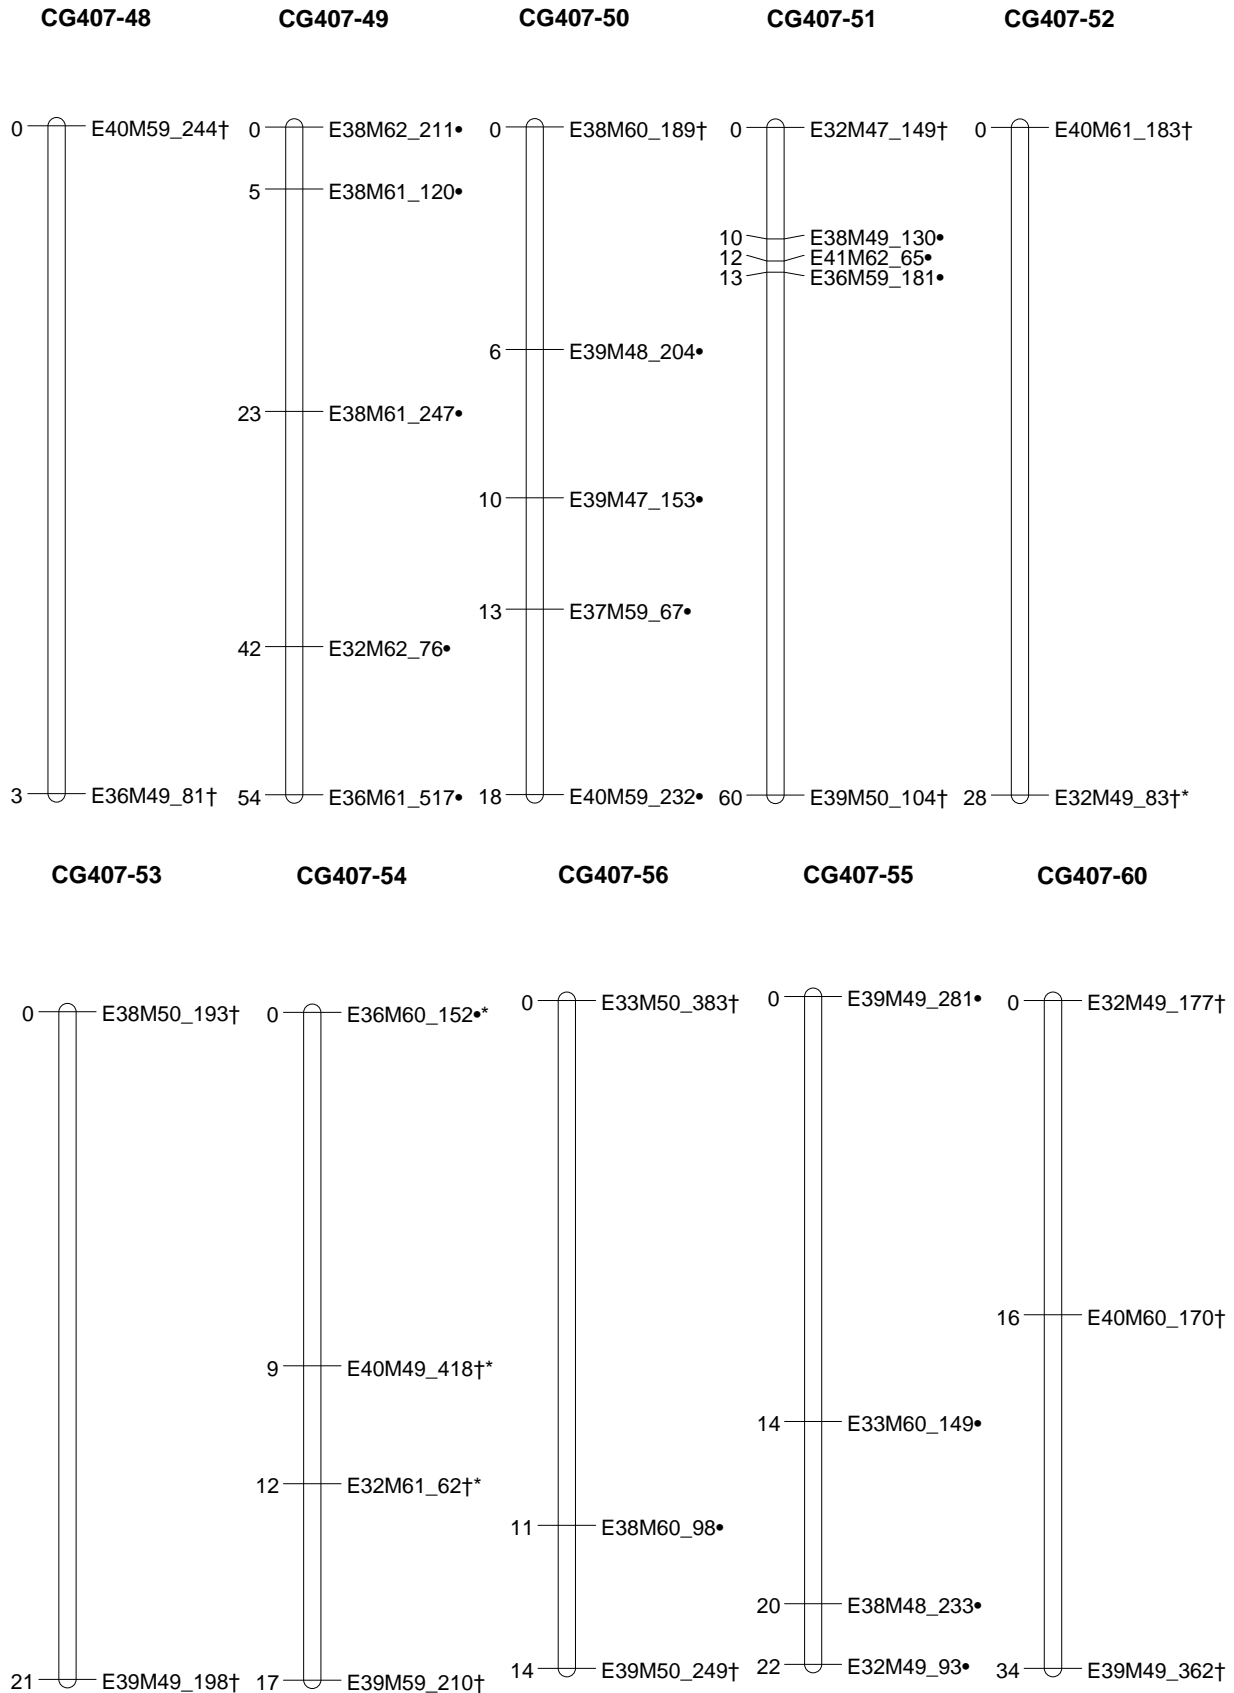 CG407-48 CG407-49 CG407-50 CG407-51 CG407-52
0 E40M59_244† 0 E38M62_211• 0 E38M60_189† 0 E32M47_149† 0 E40M61_183†
5 E38M61_120•
10 E38M49_130•
12 E41M62_65•
13 E36M59_181•
6 E39M48_204•
23 E38M61_247•
10 E39M47_153•
13 E37M59_67•
42 E32M62_76•
3 E36M49_81† 54 E36M61_517• 18 E40M59_232• 60 E39M50_104† 28 E32M49_83†*
CG407-53 CG407-54 CG407-56 CG407-55 CG407-60
0 E38M50_193† 0 E36M60_152•* 0 E33M50_383† 0 E39M49_281• 0 E32M49_177†
16 E40M60_170†
9 E40M49_418†*
14 E33M60_149•
12 E32M61_62†*
11 E38M60_98•
20 E38M48_233•
21 E39M49_198† 17 E39M59_210† 14 E39M50_249† 22 E32M49_93• 34 E39M49_362†